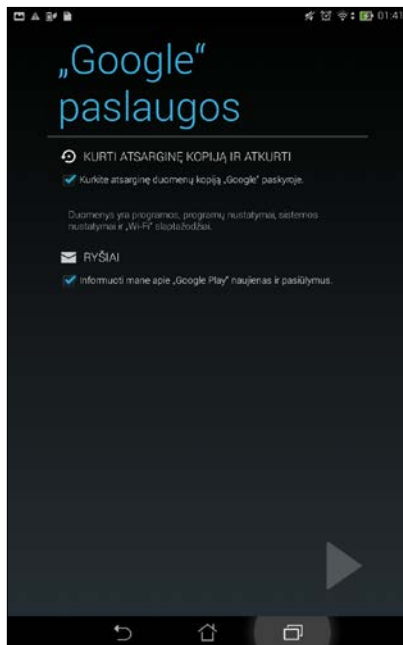 01:41
„Google“
paslaugos
KURTI ATSARGINĘ KOPIJĄ IR ATKURTI
Kurkite atsarginę duomenų kopiją „Google“ paskyroje.
Duomenys yra programos, programų nustatymai, sistemos
nustatymai ir „Wi-Fi“ slaptažodžiai.
RYŠIAI
Informuoti mane apie „Google Play“ naujienas ir pasiūlymus.